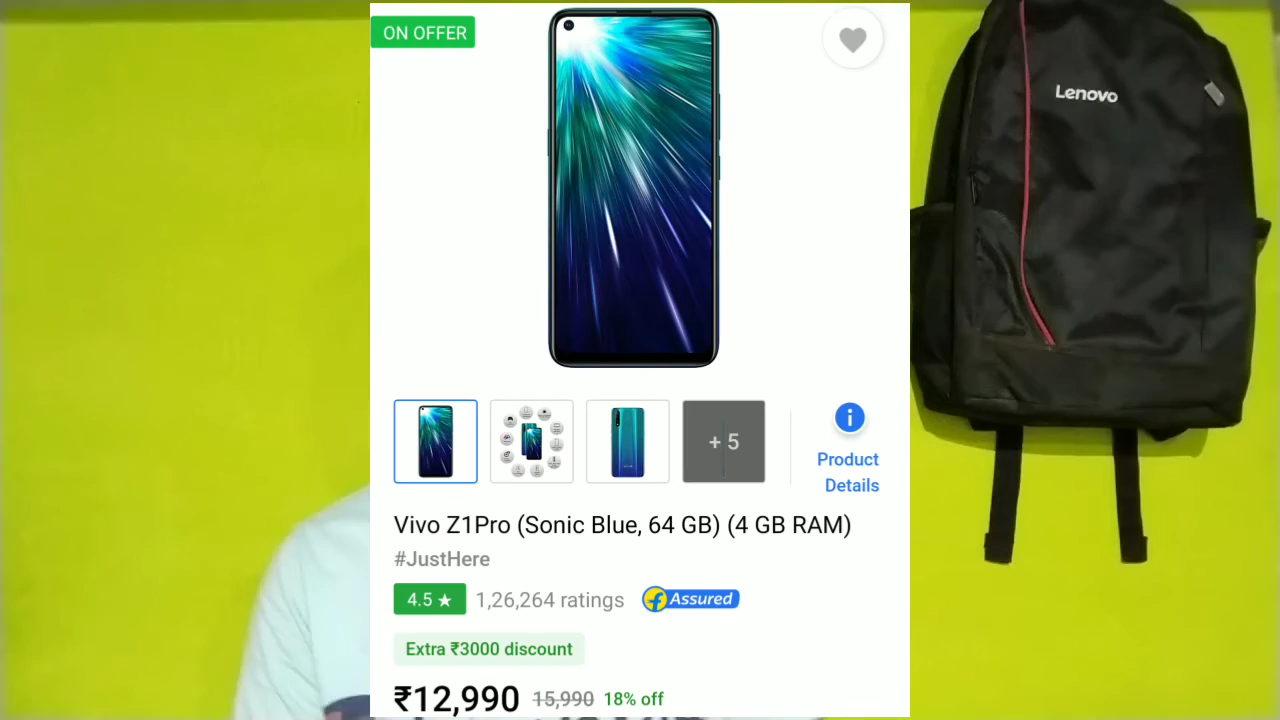 ON OFFER
Lenovo
+ 5
Product
Details
Vivo Z1Pro (Sonic Blue, 64 GB) (4 GB RAM)
#JustHere
4.5 ★ 1,26,264 ratings f Assured
Extra ₹3000 discount
₹12,990 15,990 18% off